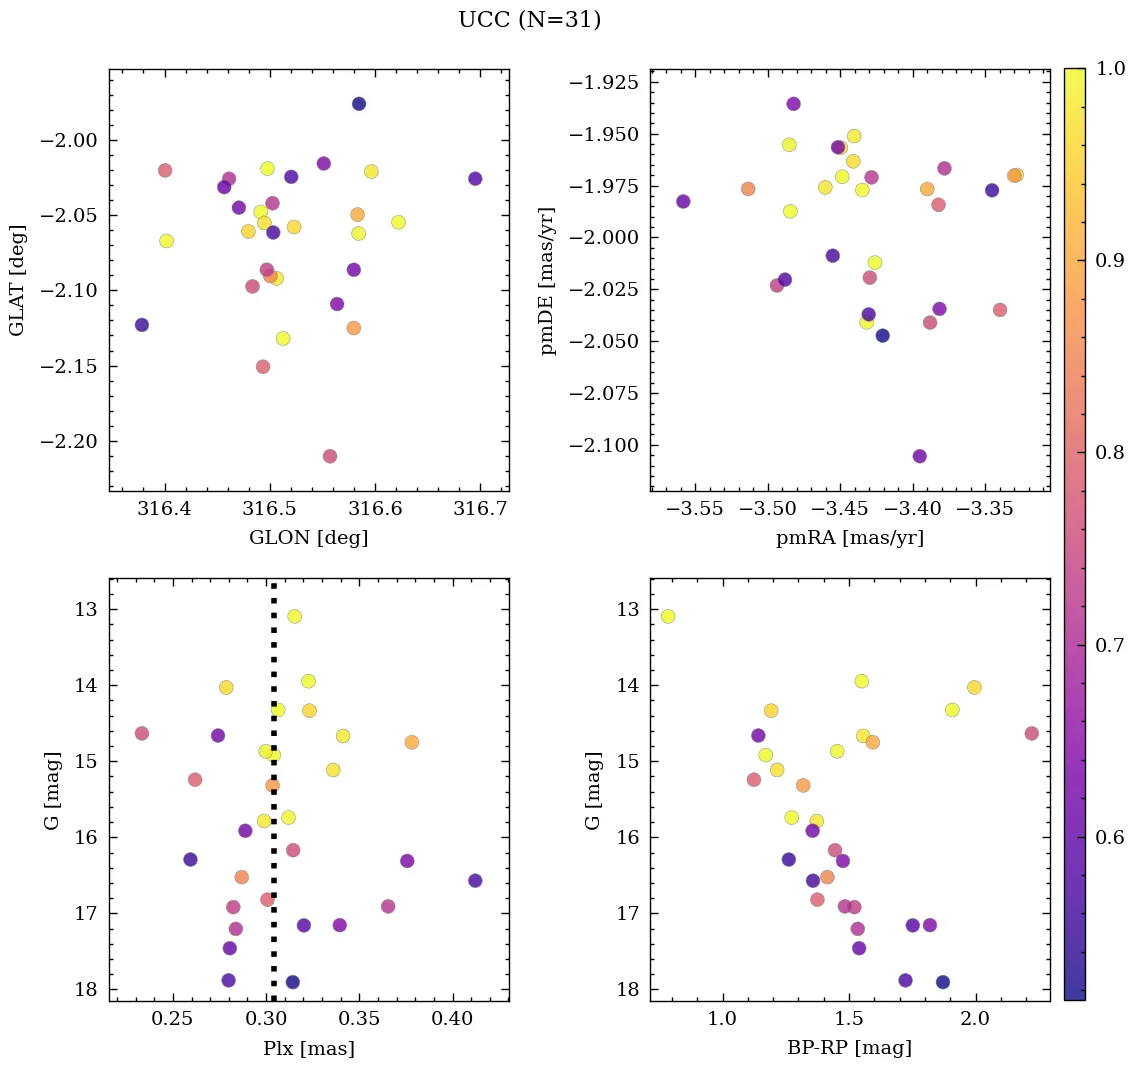 UCC (N=31)
−2.00
−2.05
−2.10
−2.15
−2.20
GLAT [deg]
316.4 316.5 316.6 316.7
GLON [deg]
−1.925
−1.950
−1.975
−2.000
−2.025
−2.050
−2.075
−2.100
pmDE [mas/yr]
−3.55 −3.50 −3.45 −3.40 −3.35
pmRA [mas/yr]
1.0
0.9
0.8
0.7
0.6
13
14
15
16
17
18
G [mag]
0.25 0.30 0.35 0.40
Plx [mas]
13
14
15
16
17
18
G [mag]
1.0 1.5 2.0
BP-RP [mag]